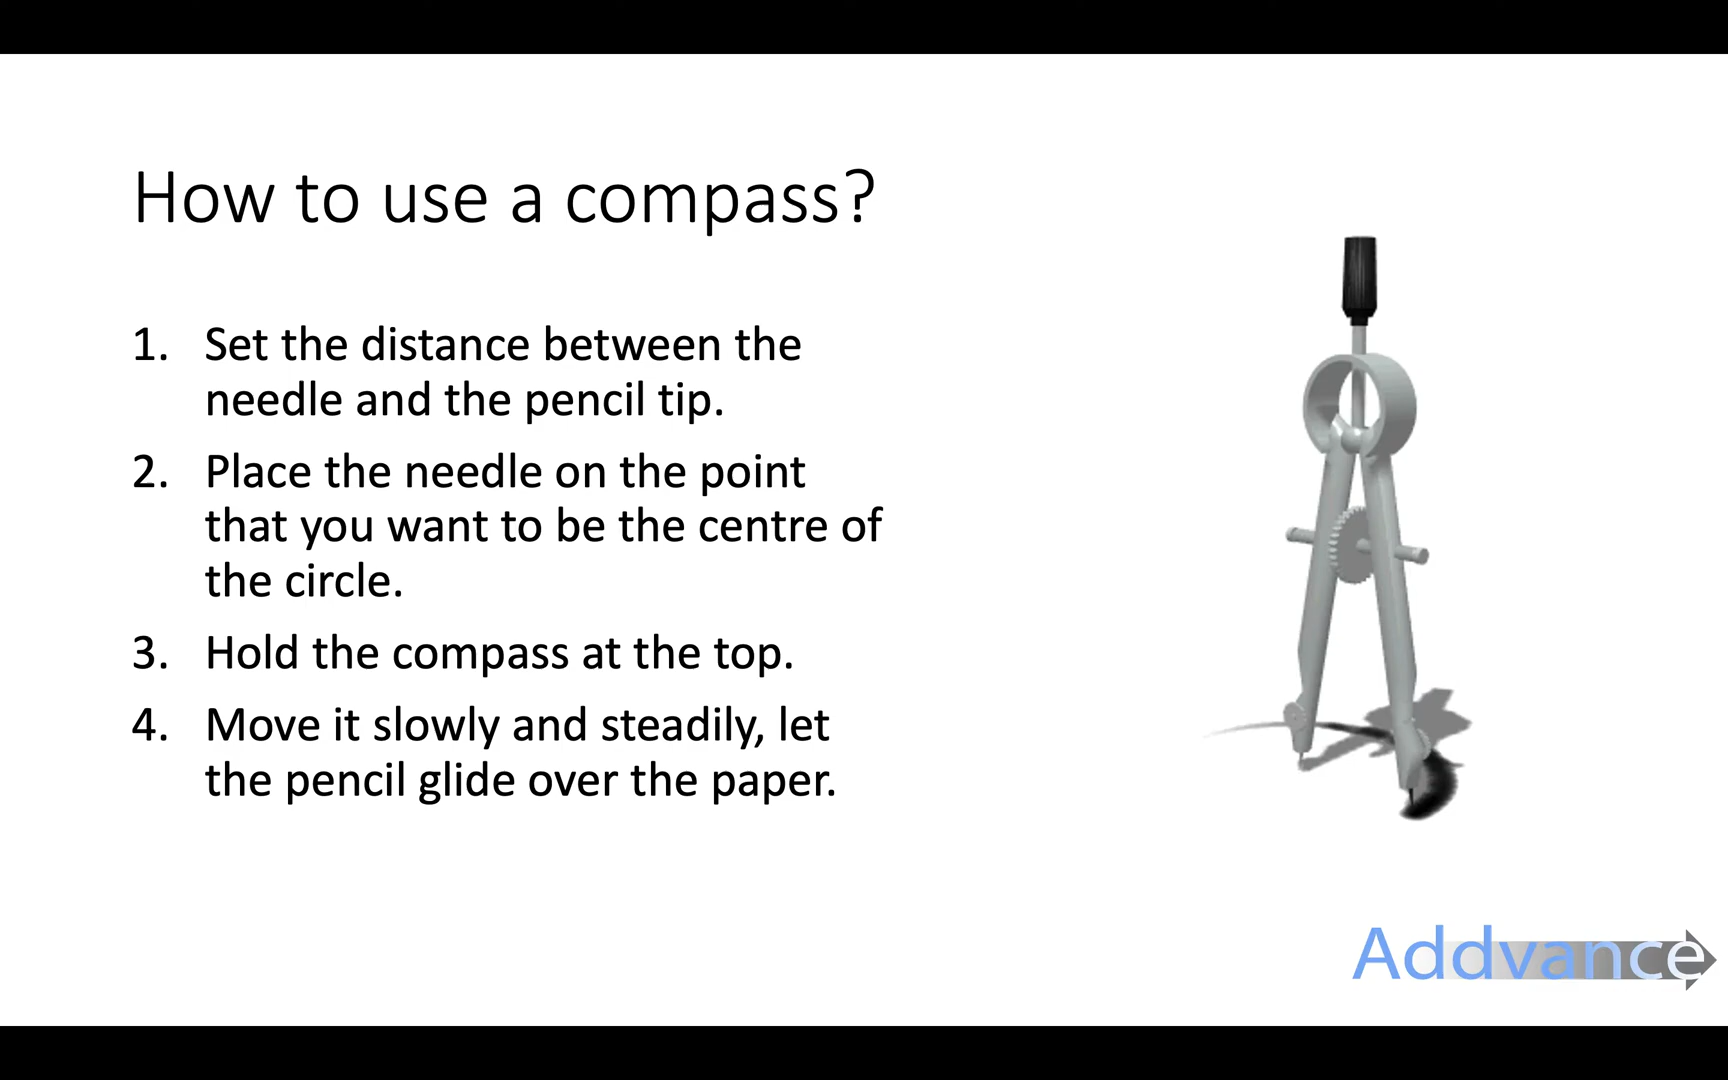 How to use a compass?
1. Set the distance between the
needle and the pencil tip.
2. Place the needle on the point
that you want to be the centre of
the circle.
3. Hold the compass at the top.
4. Move it slowly and steadily, let
the pencil glide over the paper.
Addvance